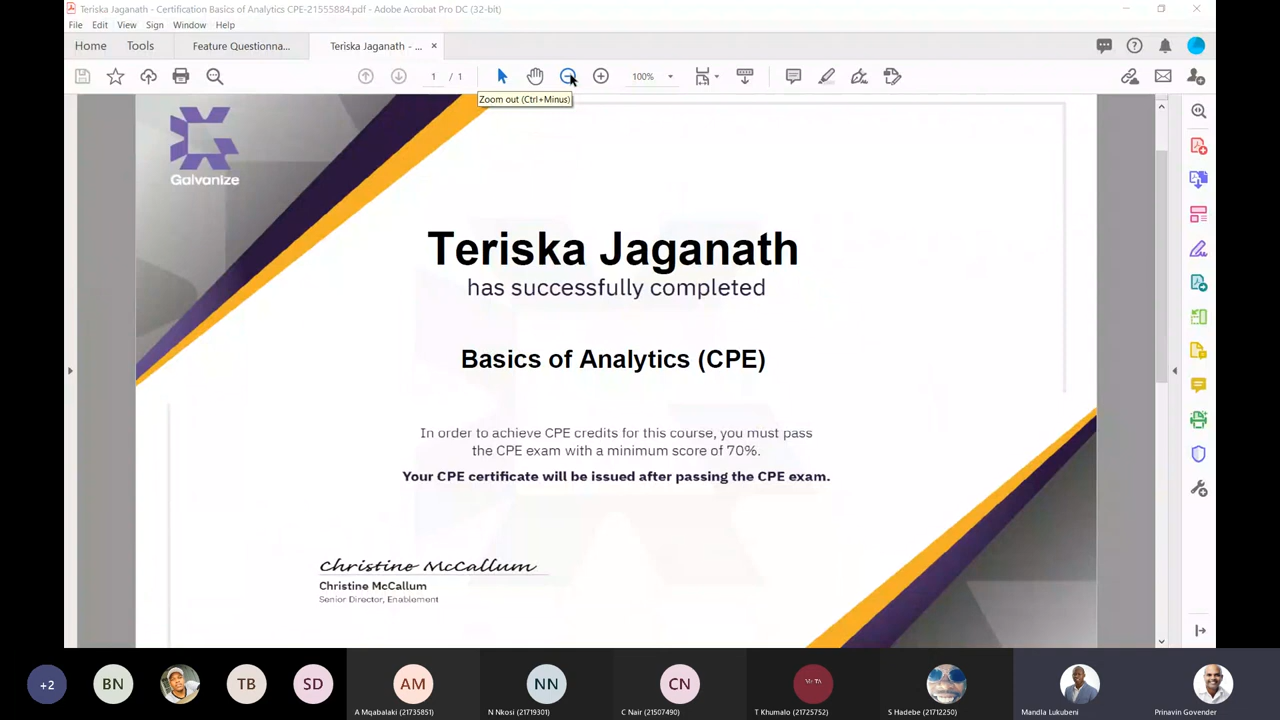 Teriska Jaganath - Certification Basics of Analytics CPE-21555884.pdf - Adobe Acrobat Pro DC (32-bit)
File Edit View Sign Window Help
Home Tools Feature Questionna... Teriska Jaganath - ... ×
1 / 1 100%
Zoom out (Ctrl+Minus)
Galvanize
Teriska Jaganath
has successfully completed
Basics of Analytics (CPE)
In order to achieve CPE credits for this course, you must pass
the CPE exam with a minimum score of 70%.
Your CPE certificate will be issued after passing the CPE exam.
Christine McCallum
Christine McCallum
Senior Director, Enablement
+2 BN TB SD AM NN CN
A Mqabalaki (21735851) N Nkosi (21719301) C Nair (21507490) T Khumalo (21725752) S Hadebe (21712250) Mandla Lukubeni Prinavin Govender